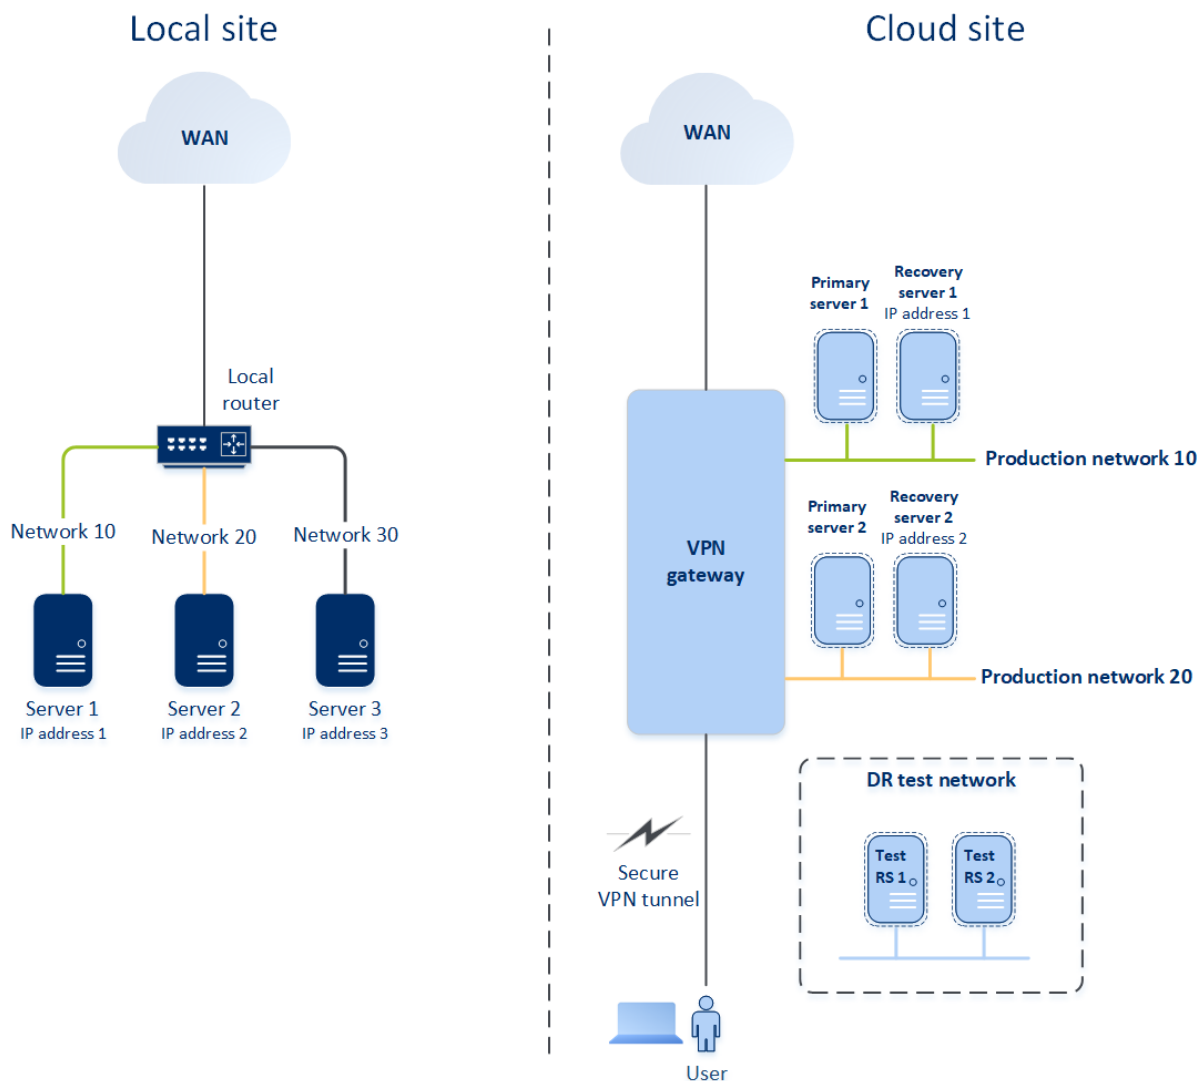 Local site
Cloud site
WAN
WAN
Primary
server 1
Recovery
server 1
IP address 1
Local
router
Production network 10
Network 10
Network 20
Network 30
Primary
server 2
Recovery
server 2
IP address 2
VPN
gateway
Production network 20
Server 1
IP address 1
Server 2
IP address 2
Server 3
IP address 3
DR test network
Test
RS 1
Test
RS 2
Secure
VPN tunnel
User